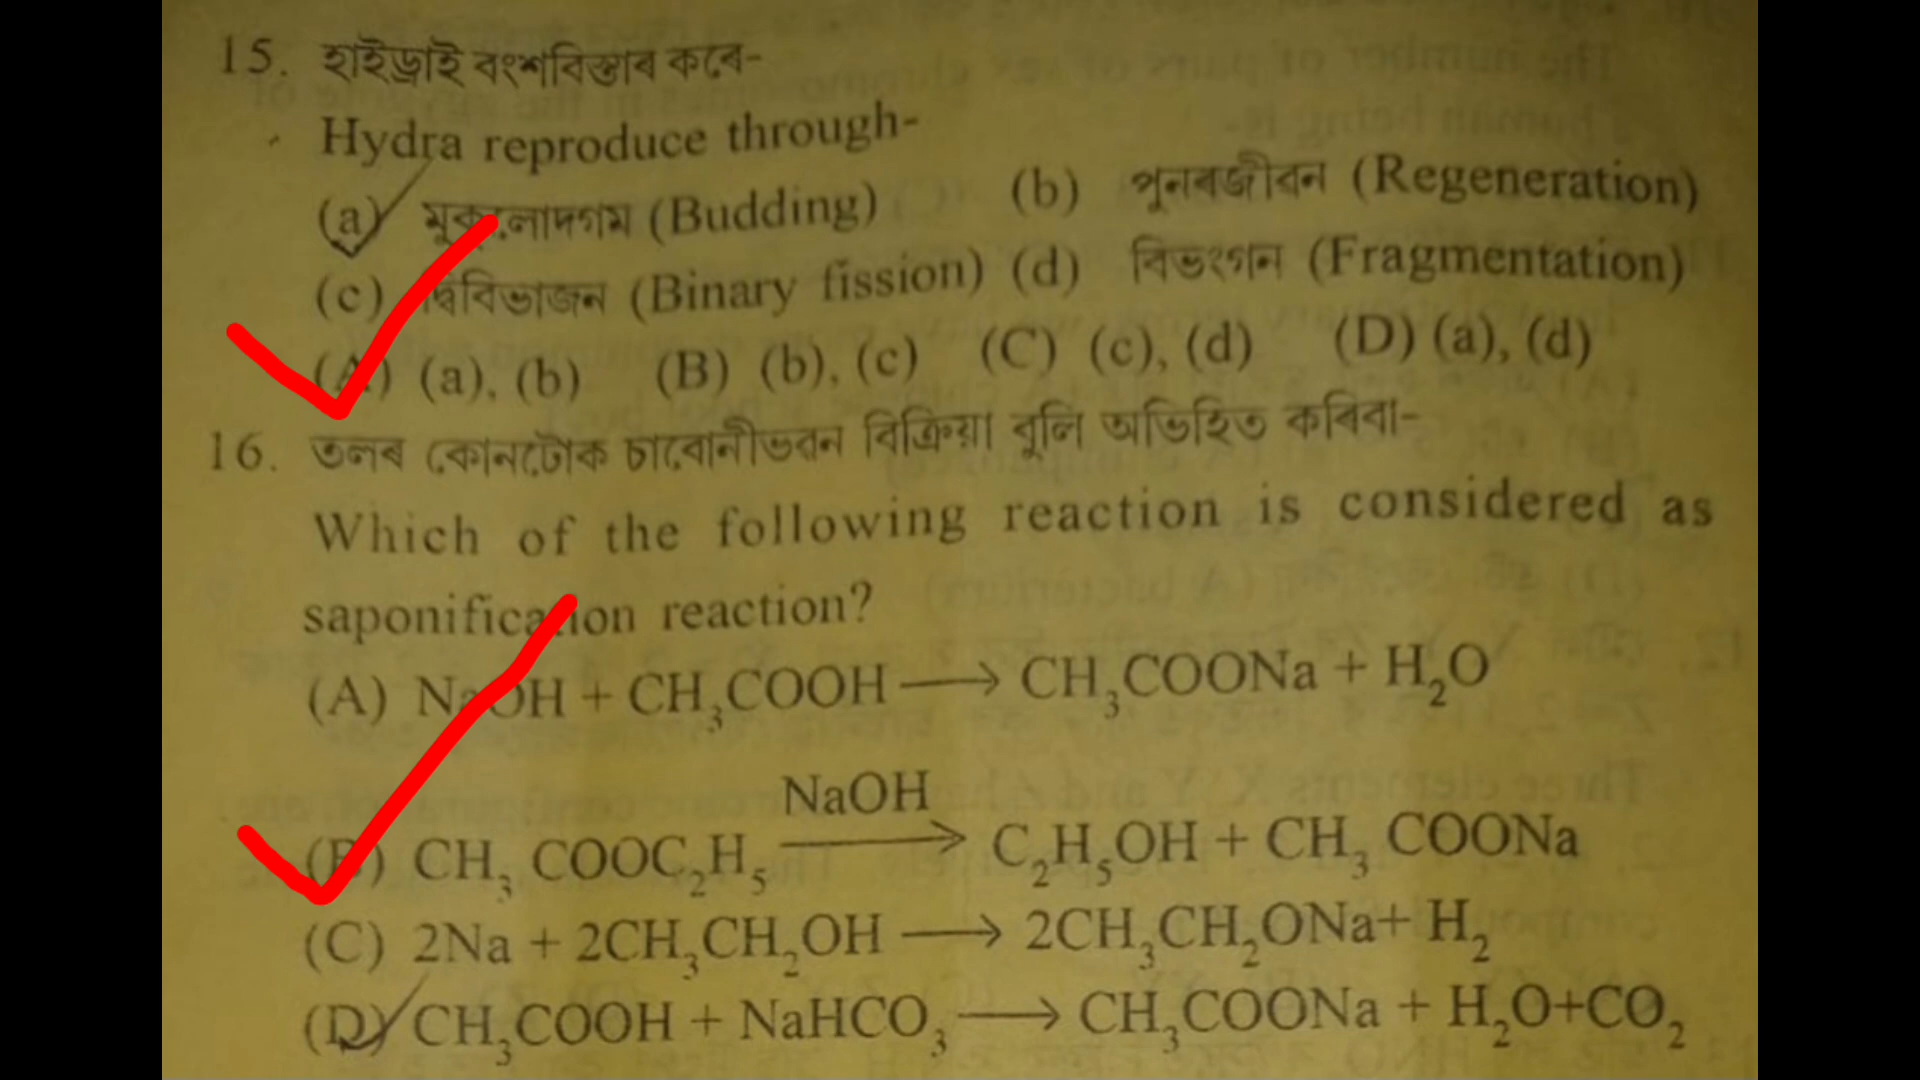 15. হাইড্ৰাই বংশবিস্তাৰ কৰে-
Hydra reproduce through-
(a) মুকুলোদগম (Budding) (b) পুনৰজীৱন (Regeneration)
(c) দ্বিবিভাজন (Binary fission) (d) বিভংগন (Fragmentation)
(A) (a), (b) (B) (b), (c) (C) (c), (d) (D) (a), (d)
16. তলৰ কোনটোক চাবোনীভৱন বিক্ৰিয়া বুলি অভিহিত কৰিবা-
Which of the following reaction is considered as
saponification reaction?
(A) NaOH + CH₃COOH ⟶ CH₃COONa + H₂O
NaOH
(B) CH₃ COOC₂H₅ ⟶ C₂H₅OH + CH₃ COONa
(C) 2Na + 2CH₃CH₂OH ⟶ 2CH₃CH₂ONa+ H₂
(D) CH₃COOH + NaHCO₃ ⟶ CH₃COONa + H₂O+CO₂